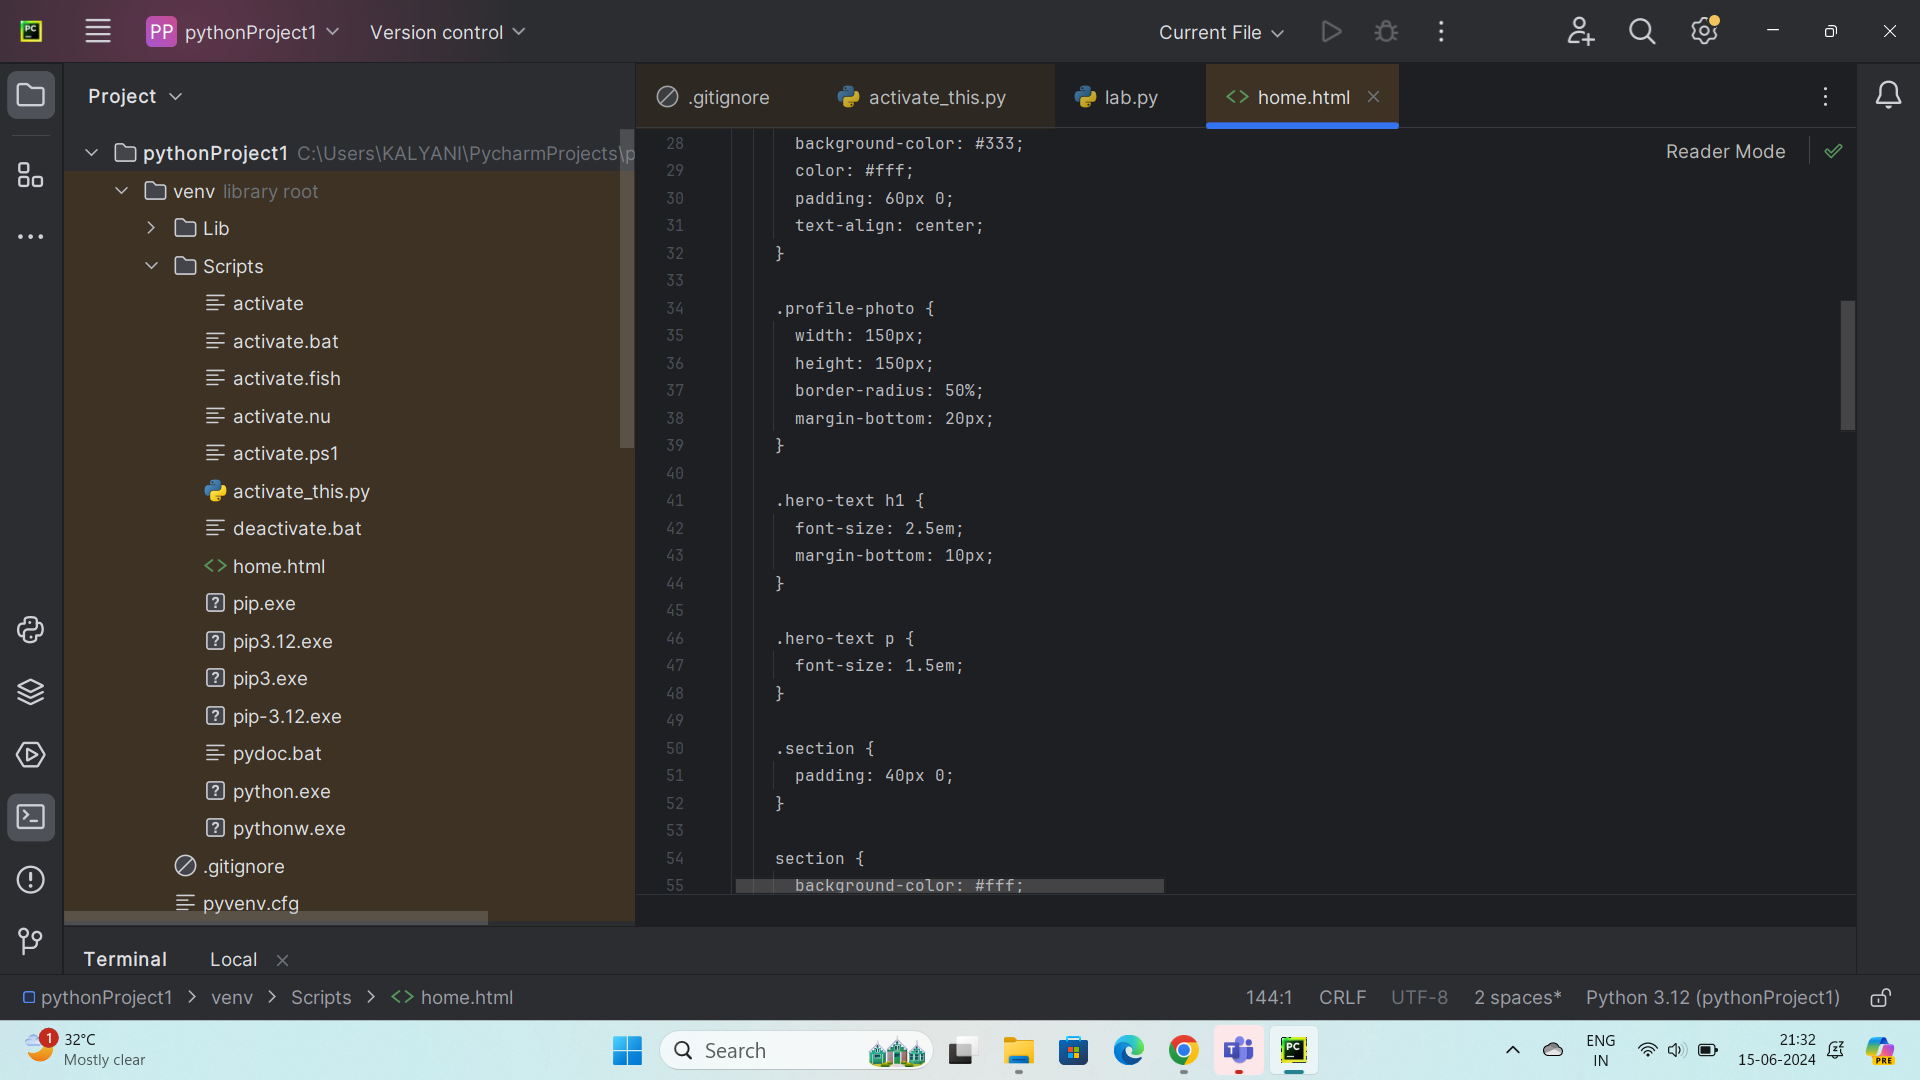 PC
PP pythonProject1
Version control
Current File
Project
.gitignore
activate_this.py
lab.py
home.html
pythonProject1 C:\Users\KALYANI\PycharmProjects\p
venv library root
Lib
Scripts
activate
activate.bat
activate.fish
activate.nu
activate.ps1
activate_this.py
deactivate.bat
home.html
pip.exe
pip3.12.exe
pip3.exe
pip-3.12.exe
pydoc.bat
python.exe
pythonw.exe
.gitignore
pyvenv.cfg
Reader Mode
28 background-color: #333;
29 color: #fff;
30 padding: 60px 0;
31 text-align: center;
32 }
33
34 .profile-photo {
35 width: 150px;
36 height: 150px;
37 border-radius: 50%;
38 margin-bottom: 20px;
39 }
40
41 .hero-text h1 {
42 font-size: 2.5em;
43 margin-bottom: 10px;
44 }
45
46 .hero-text p {
47 font-size: 1.5em;
48 }
49
50 .section {
51 padding: 40px 0;
52 }
53
54 section {
55 background-color: #fff;
Terminal
Local
pythonProject1 > venv > Scripts > <> home.html
144:1 CRLF UTF-8 2 spaces* Python 3.12 (pythonProject1)
1
32°C
Mostly clear
Search
PC
ENG
IN
21:32
15-06-2024
PRE